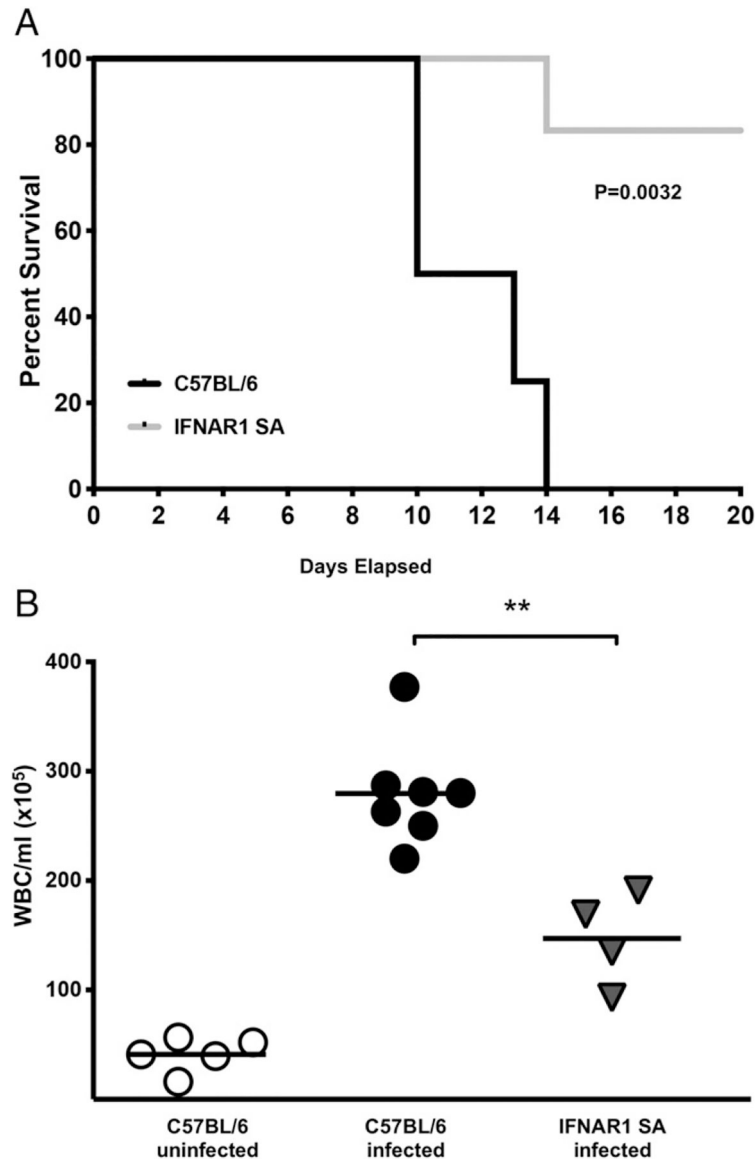 A
100
80
60
40
20
0
Percent Survival
P=0.0032
C57BL/6
IFNAR1 SA
0 2 4 6 8 10 12 14 16 18 20
Days Elapsed
B
**
400
300
200
100
WBC/ml (x10⁵)
C57BL/6 C57BL/6 IFNAR1 SA
uninfected infected infected